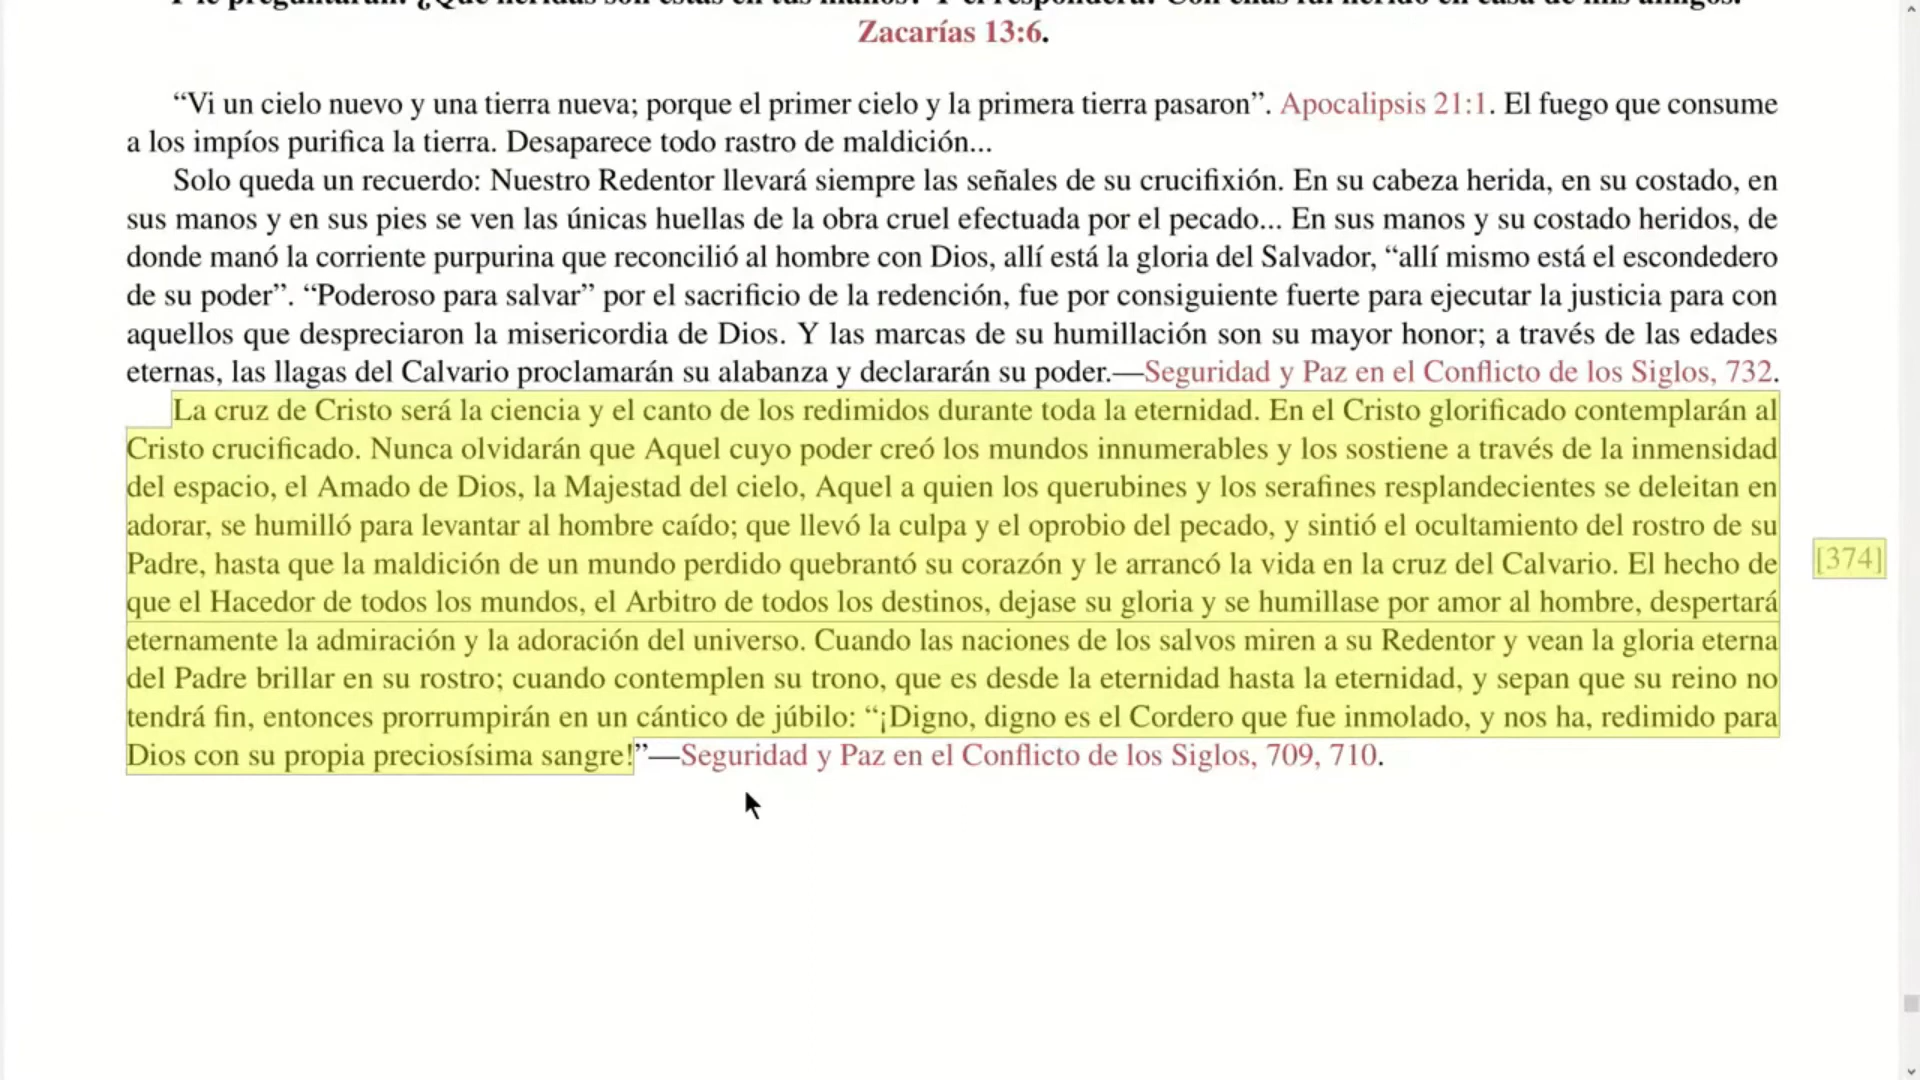 Zacarías 13:6.
“Vi un cielo nuevo y una tierra nueva; porque el primer cielo y la primera tierra pasaron”. Apocalipsis 21:1. El fuego que consume
a los impíos purifica la tierra. Desaparece todo rastro de maldición...
Solo queda un recuerdo: Nuestro Redentor llevará siempre las señales de su crucifixión. En su cabeza herida, en su costado, en
sus manos y en sus pies se ven las únicas huellas de la obra cruel efectuada por el pecado... En sus manos y su costado heridos, de
donde manó la corriente purpurina que reconcilió al hombre con Dios, allí está la gloria del Salvador, “allí mismo está el escondedero
de su poder”. “Poderoso para salvar” por el sacrificio de la redención, fue por consiguiente fuerte para ejecutar la justicia para con
aquellos que despreciaron la misericordia de Dios. Y las marcas de su humillación son su mayor honor; a través de las edades
eternas, las llagas del Calvario proclamarán su alabanza y declararán su poder.—Seguridad y Paz en el Conflicto de los Siglos, 732.
La cruz de Cristo será la ciencia y el canto de los redimidos durante toda la eternidad. En el Cristo glorificado contemplarán al
Cristo crucificado. Nunca olvidarán que Aquel cuyo poder creó los mundos innumerables y los sostiene a través de la inmensidad
del espacio, el Amado de Dios, la Majestad del cielo, Aquel a quien los querubines y los serafines resplandecientes se deleitan en
adorar, se humilló para levantar al hombre caído; que llevó la culpa y el oprobio del pecado, y sintió el ocultamiento del rostro de su
Padre, hasta que la maldición de un mundo perdido quebrantó su corazón y le arrancó la vida en la cruz del Calvario. El hecho de
[374]
que el Hacedor de todos los mundos, el Arbitro de todos los destinos, dejase su gloria y se humillase por amor al hombre, despertará
eternamente la admiración y la adoración del universo. Cuando las naciones de los salvos miren a su Redentor y vean la gloria eterna
del Padre brillar en su rostro; cuando contemplen su trono, que es desde la eternidad hasta la eternidad, y sepan que su reino no
tendrá fin, entonces prorrumpirán en un cántico de júbilo: “¡Digno, digno es el Cordero que fue inmolado, y nos ha, redimido para
Dios con su propia preciosísima sangre!”—Seguridad y Paz en el Conflicto de los Siglos, 709, 710.